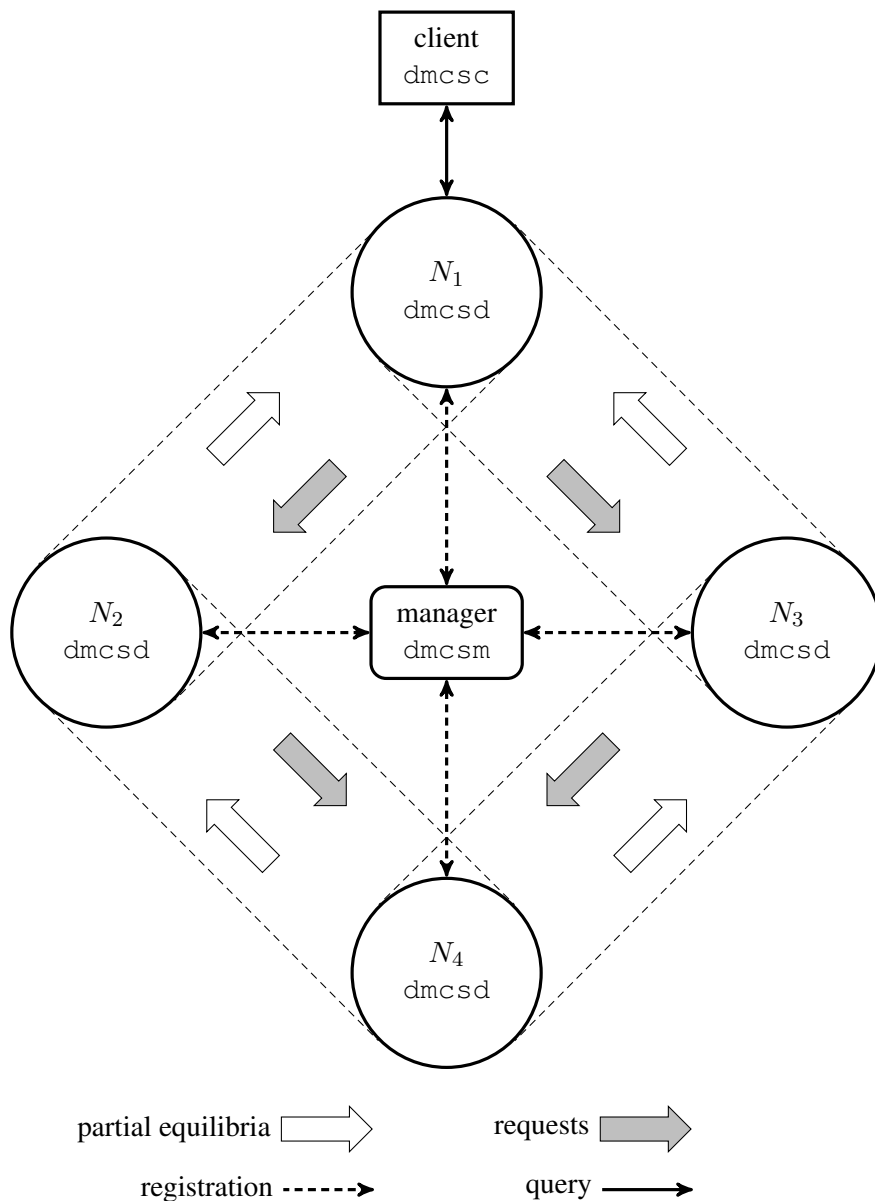 client
dmcsc
N₁
dmcsd
N₂
dmcsd
manager
dmcsm
N₃
dmcsd
N₄
dmcsd
partial equilibria
requests
registration
query